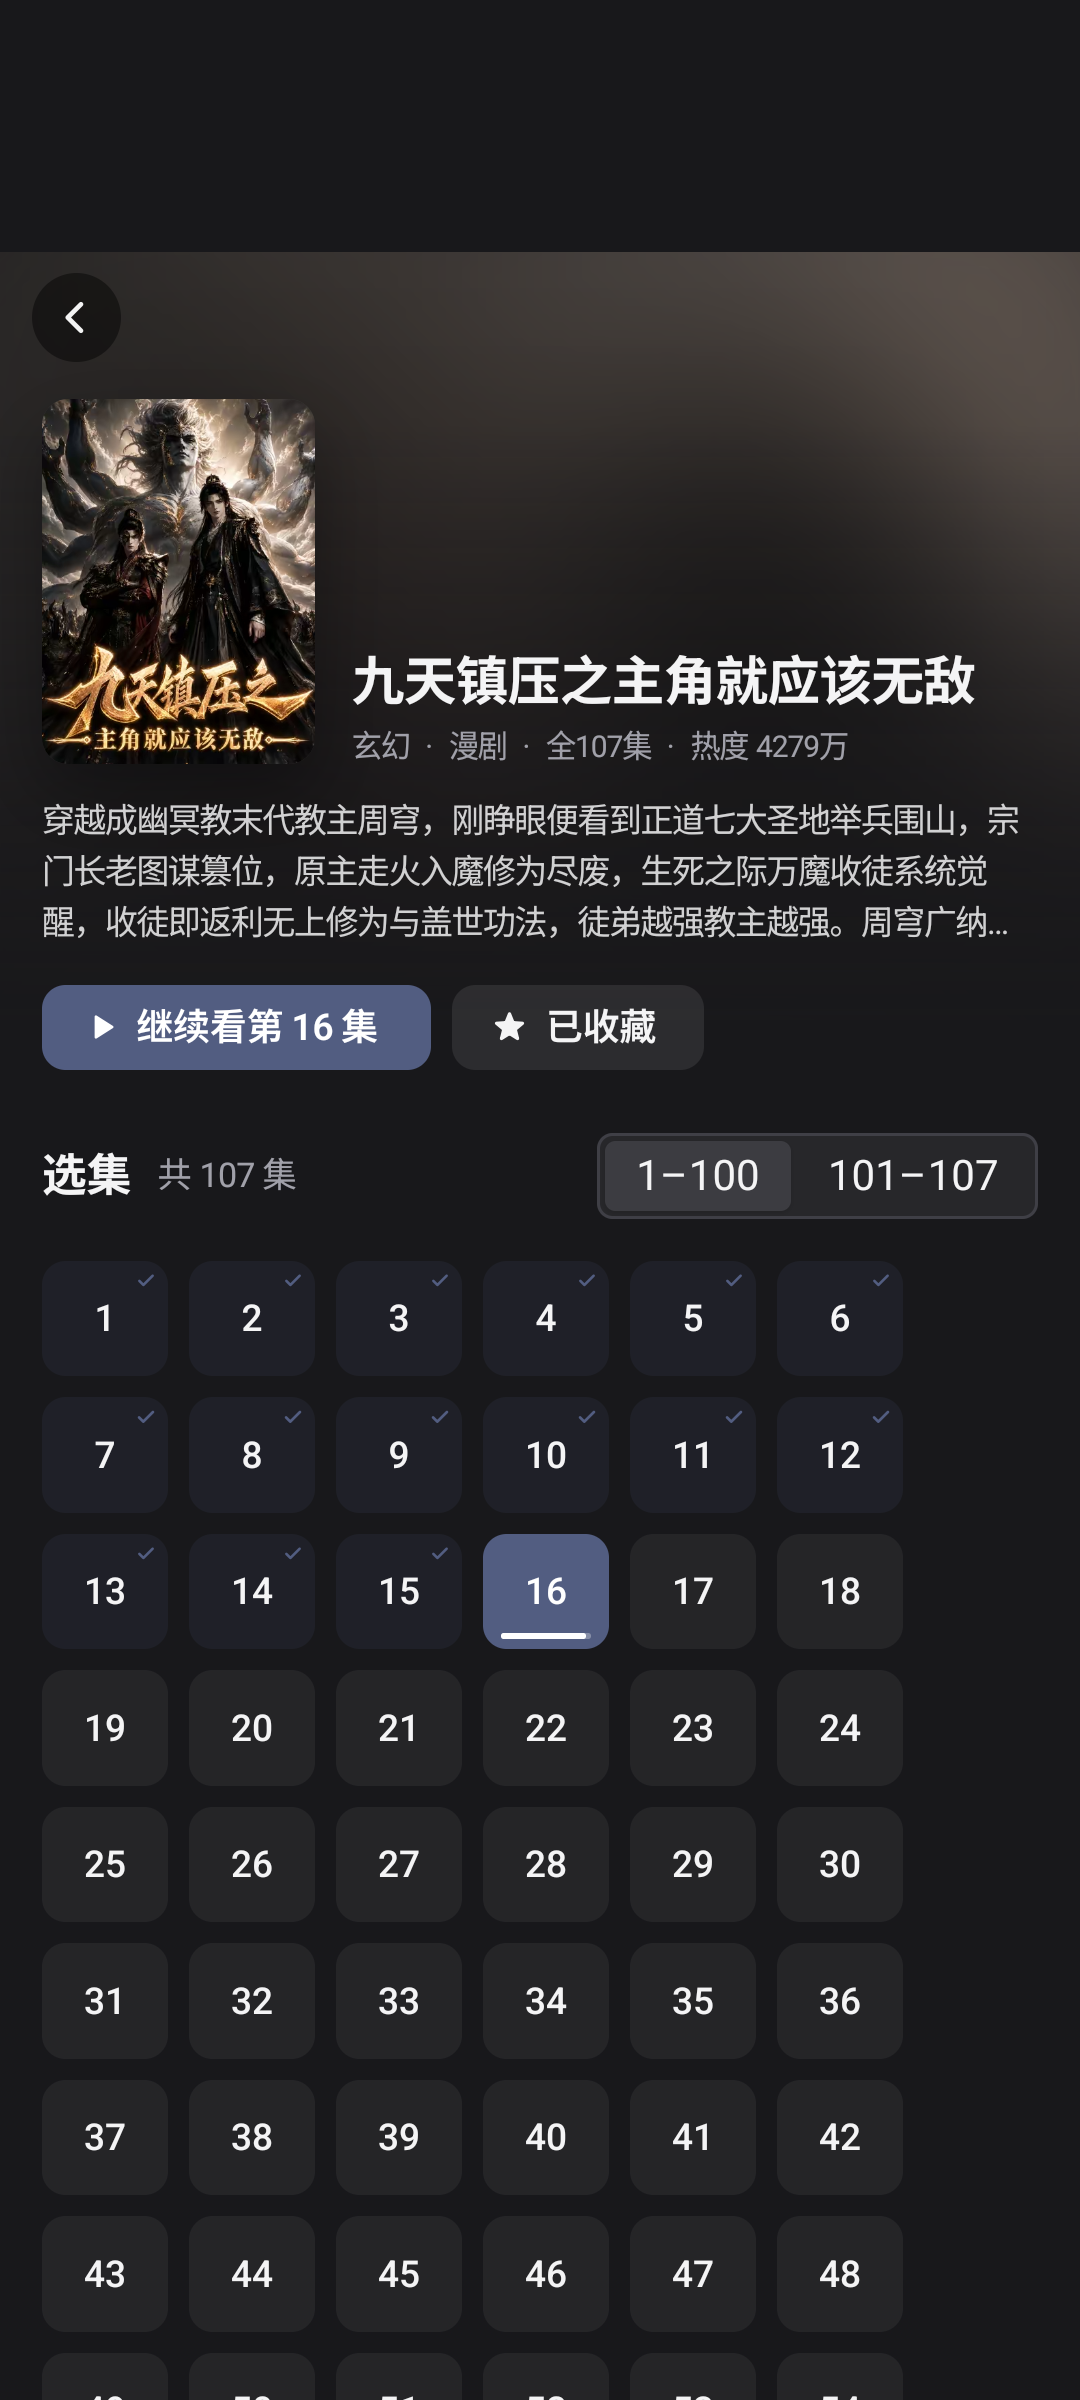 九天镇压之
主角就应该无敌
九天镇压之主角就应该无敌
玄幻 · 漫剧 · 全107集 · 热度 4279万
穿越成幽冥教末代教主周穹，刚睁眼便看到正道七大圣地举兵围山，宗
门长老图谋篡位，原主走火入魔修为尽废，生死之际万魔收徒系统觉
醒，收徒即返利无上修为与盖世功法，徒弟越强教主越强。周穹广纳...
继续看第 16 集 已收藏
选集 共 107 集 1–100 101–107
1 2 3 4 5 6
7 8 9 10 11 12
13 14 15 16 17 18
19 20 21 22 23 24
25 26 27 28 29 30
31 32 33 34 35 36
37 38 39 40 41 42
43 44 45 46 47 48